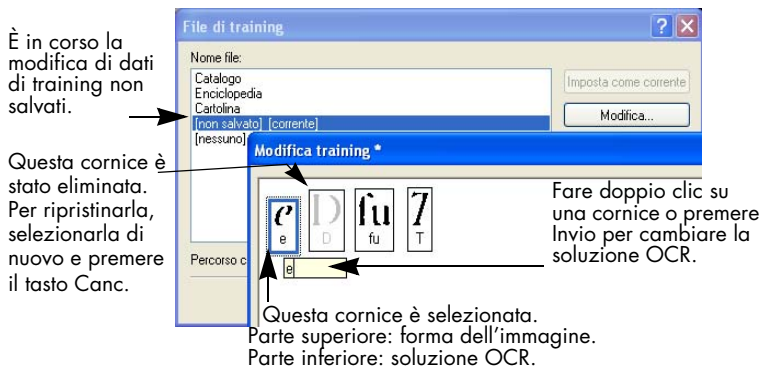 File di training
È in corso la
modifica di dati
di training non
salvati.
Nome file:
Catalogo
Enciclopedia
Cartolina
[non salvato] [corrente]
[nessuno]
Imposta come corrente
Modifica...
Modifica training *
Questa cornice è
stato eliminata.
Per ripristinarla,
selezionarla di
nuovo e premere
il tasto Canc.
e D fu 7
e D fu T
e
Percorso c
Fare doppio clic su
una cornice o premere
Invio per cambiare la
soluzione OCR.
Questa cornice è selezionata.
Parte superiore: forma dell'immagine.
Parte inferiore: soluzione OCR.